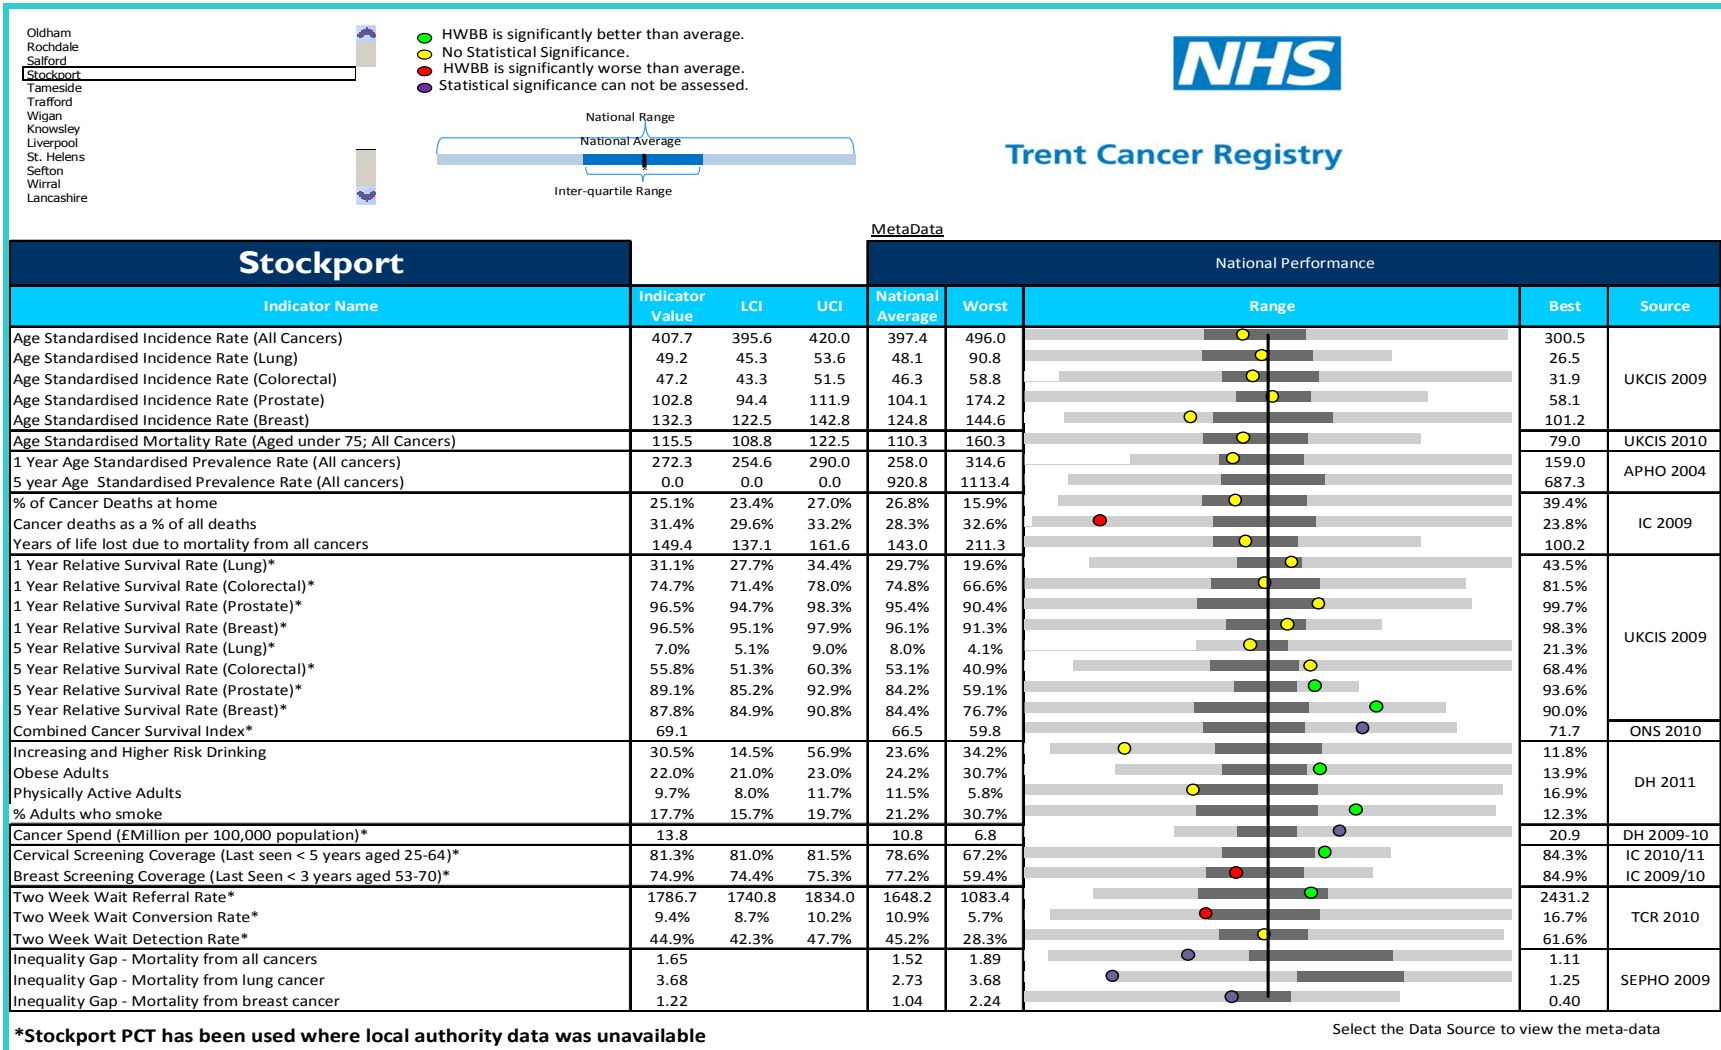 Oldham
Rochdale
Salford
Stockport
Tameside
Trafford
Wigan
Knowsley
Liverpool
St. Helens
Sefton
Wirral
Lancashire
HWBB is significantly better than average.
No Statistical Significance.
HWBB is significantly worse than average.
Statistical significance can not be assessed.
National Range
National Average
Inter-quartile Range
NHS
Trent Cancer Registry
MetaData
Stockport National Performance
Indicator Name Indicator Value LCI UCI National Average Worst Range Best Source
Age Standardised Incidence Rate (All Cancers) 407.7 395.6 420.0 397.4 496.0 300.5
Age Standardised Incidence Rate (Lung) 49.2 45.3 53.6 48.1 90.8 26.5
Age Standardised Incidence Rate (Colorectal) 47.2 43.3 51.5 46.3 58.8 31.9 UKCIS 2009
Age Standardised Incidence Rate (Prostate) 102.8 94.4 111.9 104.1 174.2 58.1
Age Standardised Incidence Rate (Breast) 132.3 122.5 142.8 124.8 144.6 101.2
Age Standardised Mortality Rate (Aged under 75; All Cancers) 115.5 108.8 122.5 110.3 160.3 79.0 UKCIS 2010
1 Year Age Standardised Prevalence Rate (All cancers) 272.3 254.6 290.0 258.0 314.6 159.0 APHO 2004
5 year Age Standardised Prevalence Rate (All cancers) 0.0 0.0 0.0 920.8 1113.4 687.3
% of Cancer Deaths at home 25.1% 23.4% 27.0% 26.8% 15.9% 39.4%
Cancer deaths as a % of all deaths 31.4% 29.6% 33.2% 28.3% 32.6% 23.8% IC 2009
Years of life lost due to mortality from all cancers 149.4 137.1 161.6 143.0 211.3 100.2
1 Year Relative Survival Rate (Lung)* 31.1% 27.7% 34.4% 29.7% 19.6% 43.5%
1 Year Relative Survival Rate (Colorectal)* 74.7% 71.4% 78.0% 74.8% 66.6% 81.5%
1 Year Relative Survival Rate (Prostate)* 96.5% 94.7% 98.3% 95.4% 90.4% 99.7%
1 Year Relative Survival Rate (Breast)* 96.5% 95.1% 97.9% 96.1% 91.3% 98.3% UKCIS 2009
5 Year Relative Survival Rate (Lung)* 7.0% 5.1% 9.0% 8.0% 4.1% 21.3%
5 Year Relative Survival Rate (Colorectal)* 55.8% 51.3% 60.3% 53.1% 40.9% 68.4%
5 Year Relative Survival Rate (Prostate)* 89.1% 85.2% 92.9% 84.2% 59.1% 93.6%
5 Year Relative Survival Rate (Breast)* 87.8% 84.9% 90.8% 84.4% 76.7% 90.0%
Combined Cancer Survival Index* 69.1 66.5 59.8 71.7 ONS 2010
Increasing and Higher Risk Drinking 30.5% 14.5% 56.9% 23.6% 34.2% 11.8%
Obese Adults 22.0% 21.0% 23.0% 24.2% 30.7% 13.9% DH 2011
Physically Active Adults 9.7% 8.0% 11.7% 11.5% 5.8% 16.9%
% Adults who smoke 17.7% 15.7% 19.7% 21.2% 30.7% 12.3%
Cancer Spend (£Million per 100,000 population)* 13.8 10.8 6.8 20.9 DH 2009-10
Cervical Screening Coverage (Last seen < 5 years aged 25-64)* 81.3% 81.0% 81.5% 78.6% 67.2% 84.3% IC 2010/11
Breast Screening Coverage (Last Seen < 3 years aged 53-70)* 74.9% 74.4% 75.3% 77.2% 59.4% 84.9% IC 2009/10
Two Week Wait Referral Rate* 1786.7 1740.8 1834.0 1648.2 1083.4 2431.2
Two Week Wait Conversion Rate* 9.4% 8.7% 10.2% 10.9% 5.7% 16.7% TCR 2010
Two Week Wait Detection Rate* 44.9% 42.3% 47.7% 45.2% 28.3% 61.6%
Inequality Gap - Mortality from all cancers 1.65 1.52 1.89 1.11
Inequality Gap - Mortality from lung cancer 3.68 2.73 3.68 1.25 SEPHO 2009
Inequality Gap - Mortality from breast cancer 1.22 1.04 2.24 0.40
*Stockport PCT has been used where local authority data was unavailable
Select the Data Source to view the meta-data